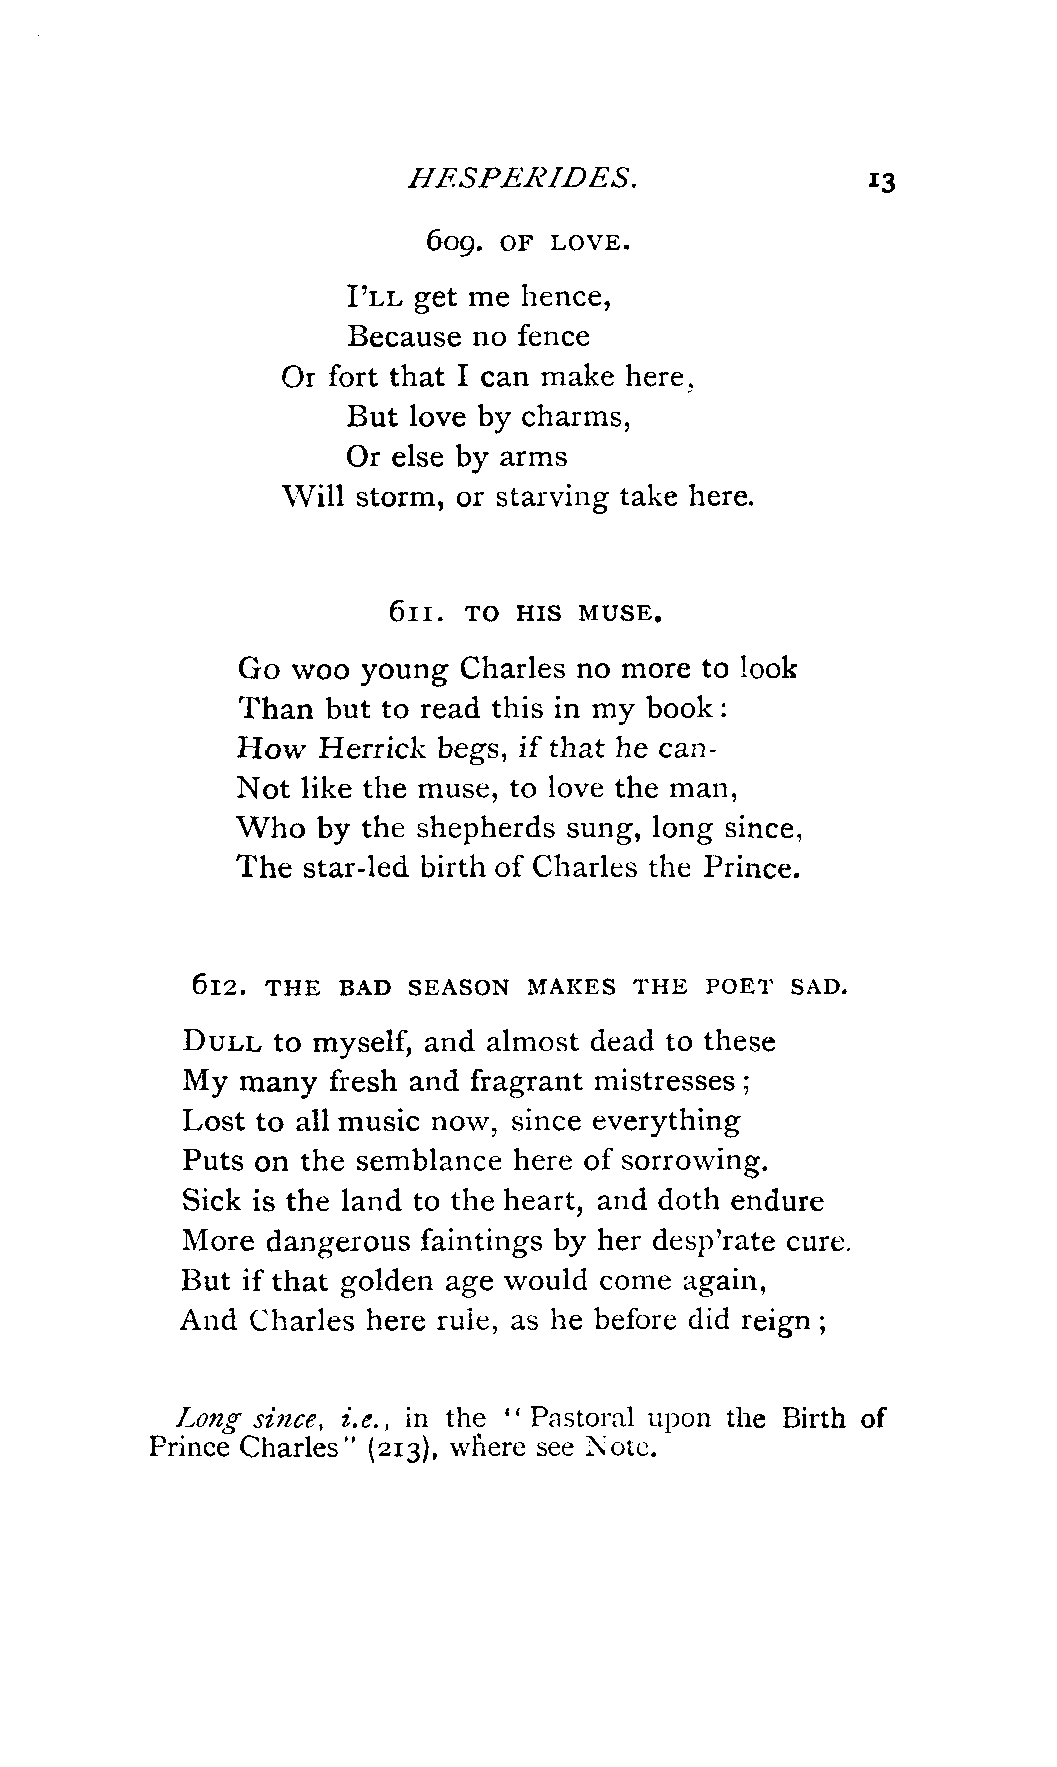 HESPERIDES. 13
609. OF LOVE.
I'LL get me hence,
Because no fence
Or fort that I can make here,
But love by charms,
Or else by arms
Will storm, or starving take here.
611. TO HIS MUSE.
Go woo young Charles no more to look
Than but to read this in my book:
How Herrick begs, if that he can-
Not like the muse, to love the man,
Who by the shepherds sung, long since,
The star-led birth of Charles the Prince.
612. THE BAD SEASON MAKES THE POET SAD.
DULL to myself, and almost dead to these
My many fresh and fragrant mistresses;
Lost to all music now, since everything
Puts on the semblance here of sorrowing.
Sick is the land to the heart, and doth endure
More dangerous faintings by her desp'rate cure.
But if that golden age would come again,
And Charles here rule, as he before did reign;
Long since, i.e., in the "Pastoral upon the Birth of
Prince Charles" (213), where see Note.